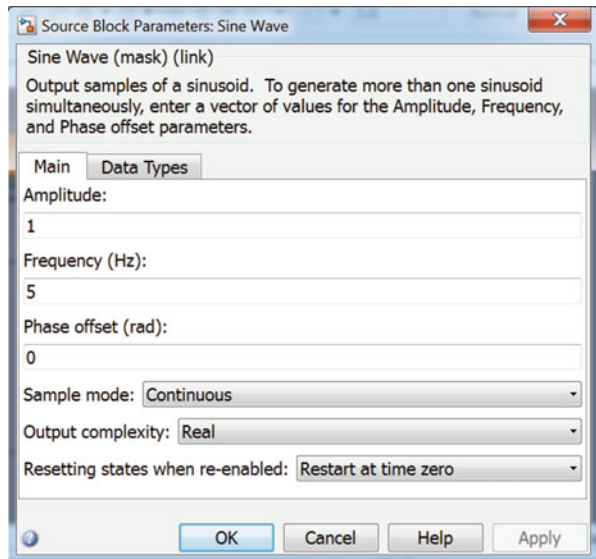 Source Block Parameters: Sine Wave
Sine Wave (mask) (link)
Output samples of a sinusoid. To generate more than one sinusoid
simultaneously, enter a vector of values for the Amplitude, Frequency,
and Phase offset parameters.
Main Data Types
Amplitude:
1
Frequency (Hz):
5
Phase offset (rad):
0
Sample mode: Continuous
Output complexity: Real
Resetting states when re-enabled: Restart at time zero
OK Cancel Help Apply